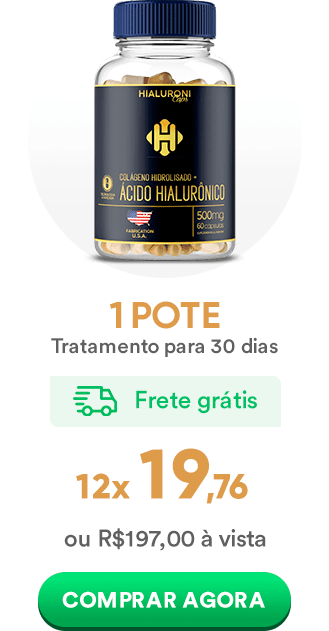 HIALURONI
Caps
COLÁGENO HIDROLISADO +
ÁCIDO HIALURÔNICO
500mg
60 cápsulas
FABRICATION
U.S.A.
1 POTE
Tratamento para 30 dias
Frete grátis
12x 19,76
ou R$197,00 à vista
COMPRAR AGORA